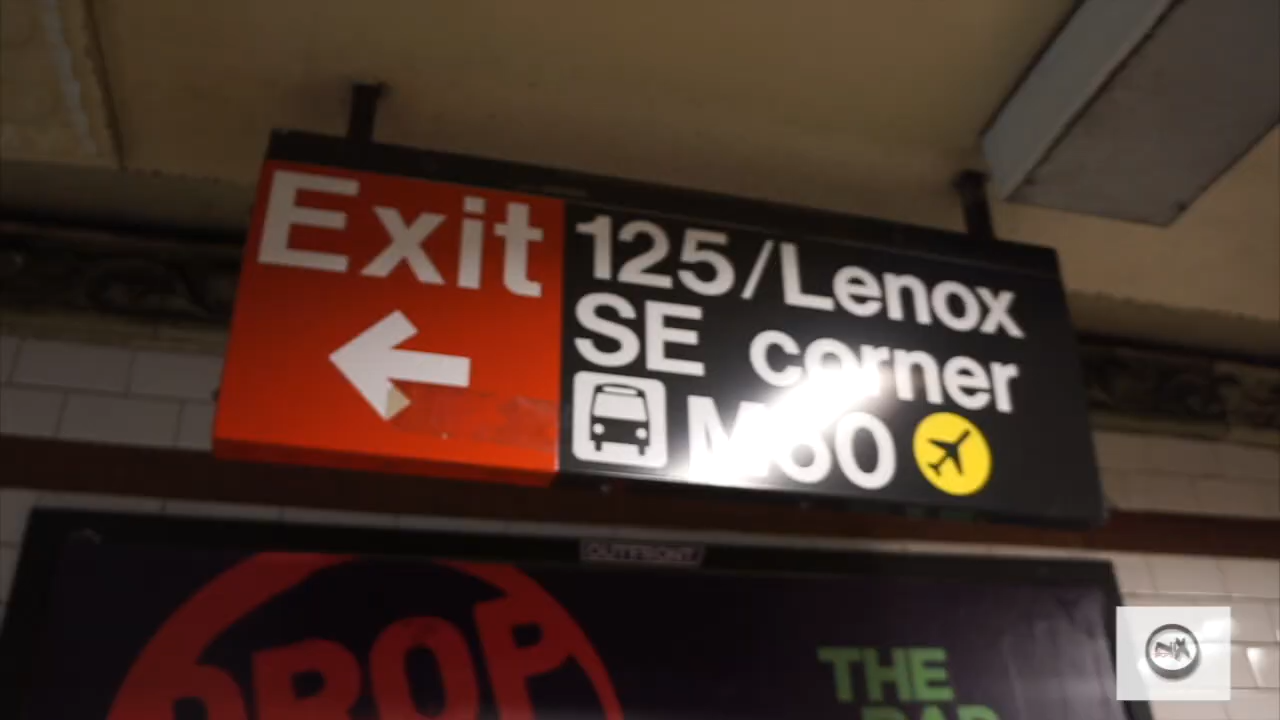 Exit
125/Lenox
SE corner
M60
OUTFRONT
DROP
THE